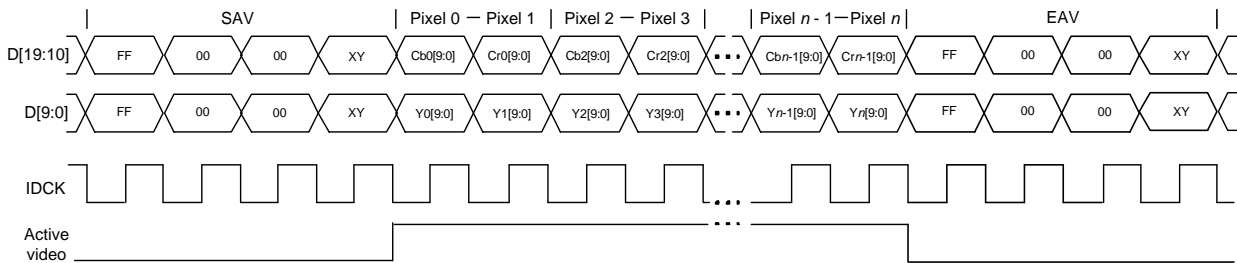 SAV
Pixel 0 — Pixel 1
Pixel 2 — Pixel 3
Pixel n - 1—Pixel n
EAV
D[19:10] FF 00 00 XY Cb0[9:0] Cr0[9:0] Cb2[9:0] Cr2[9:0] ... Cbn-1[9:0] Crn-1[9:0] FF 00 00 XY
D[9:0] FF 00 00 XY Y0[9:0] Y1[9:0] Y2[9:0] Y3[9:0] ... Yn-1[9:0] Yn[9:0] FF 00 00 XY
IDCK ...
Active ...
video